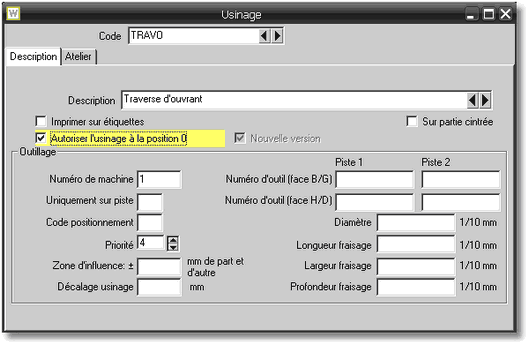 W Usinage
Code TRAVO
Description Atelier
Description Traverse d'ouvrant
Imprimer sur étiquettes Sur partie cintrée
Autoriser l'usinage à la position 0 Nouvelle version
Outillage
Piste 1 Piste 2
Numéro de machine 1 Numéro d'outil (face B/G)
Uniquement sur piste Numéro d'outil (face H/D)
Code positionnement Diamètre 1/10 mm
Priorité 4 Longueur fraisage 1/10 mm
Zone d'influence: ± mm de part et d'autre Largeur fraisage 1/10 mm
Décalage usinage mm Profondeur fraisage 1/10 mm